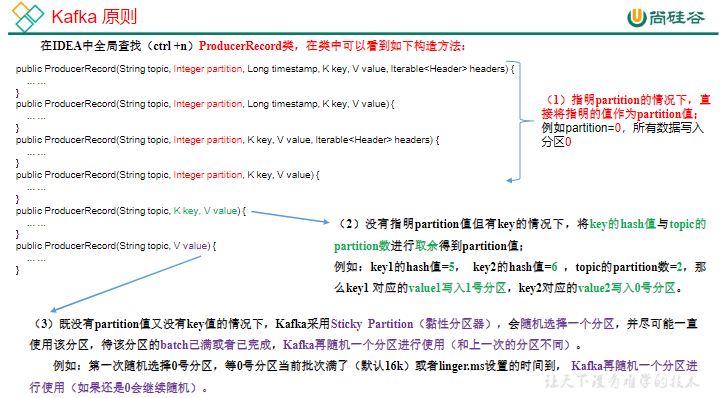 Kafka 原则
尚硅谷
在IDEA中全局查找（ctrl +n）ProducerRecord类，在类中可以看到如下构造方法：
public ProducerRecord(String topic, Integer partition, Long timestamp, K key, V value, Iterable<Header> headers) {
... ...
}
public ProducerRecord(String topic, Integer partition, Long timestamp, K key, V value) {
... ...
}
public ProducerRecord(String topic, Integer partition, K key, V value, Iterable<Header> headers) {
... ...
}
public ProducerRecord(String topic, Integer partition, K key, V value) {
... ...
}
public ProducerRecord(String topic, K key, V value) {
... ...
}
public ProducerRecord(String topic, V value) {
... ...
}
（1）指明partition的情况下，直
接将指明的值作为partition值；
例如partition=0，所有数据写入
分区0
（2）没有指明partition值但有key的情况下，将key的hash值与topic的
partition数进行取余得到partition值；
例如：key1的hash值=5， key2的hash值=6 ，topic的partition数=2，那
么key1 对应的value1写入1号分区，key2对应的value2写入0号分区。
（3）既没有partition值又没有key值的情况下，Kafka采用Sticky Partition（黏性分区器），会随机选择一个分区，并尽可能一直
使用该分区，待该分区的batch已满或者已完成，Kafka再随机一个分区进行使用（和上一次的分区不同）。
例如：第一次随机选择0号分区，等0号分区当前批次满了（默认16k）或者linger.ms设置的时间到， Kafka再随机一个分区进
行使用（如果还是0会继续随机）。
让天下没有难学的技术